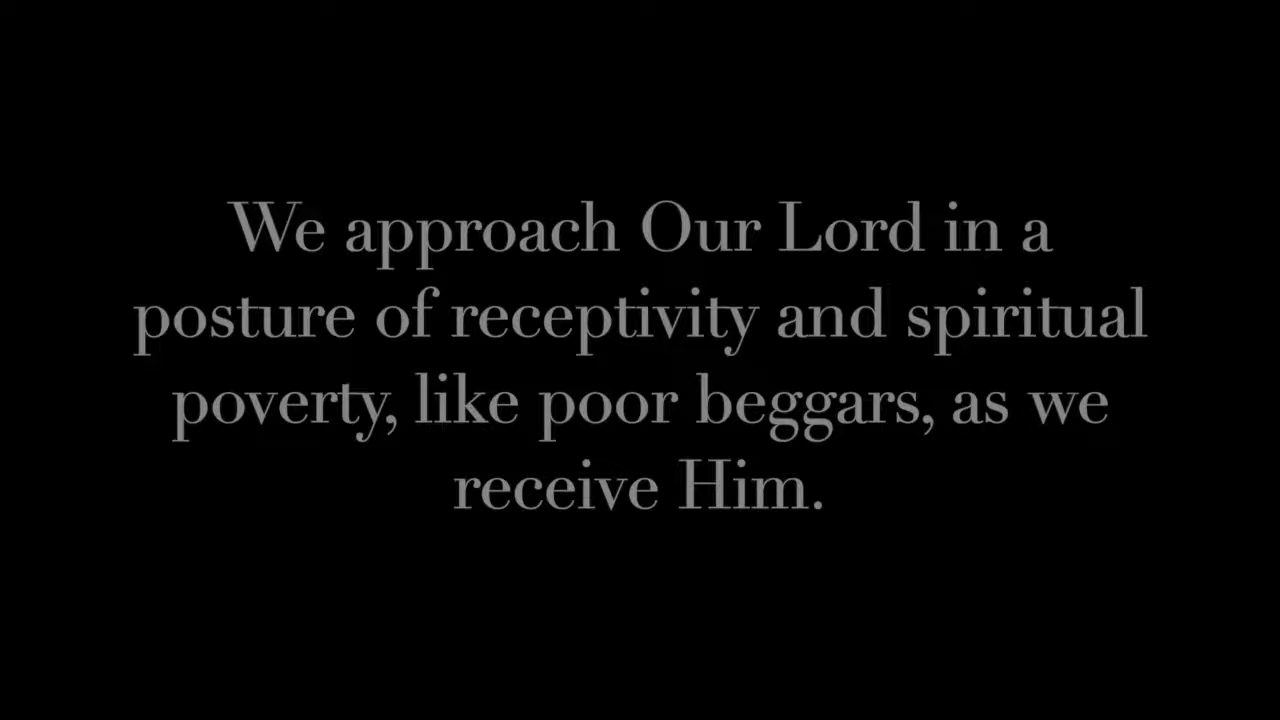 We approach Our Lord in a
posture of receptivity and spiritual
poverty, like poor beggars, as we
receive Him.